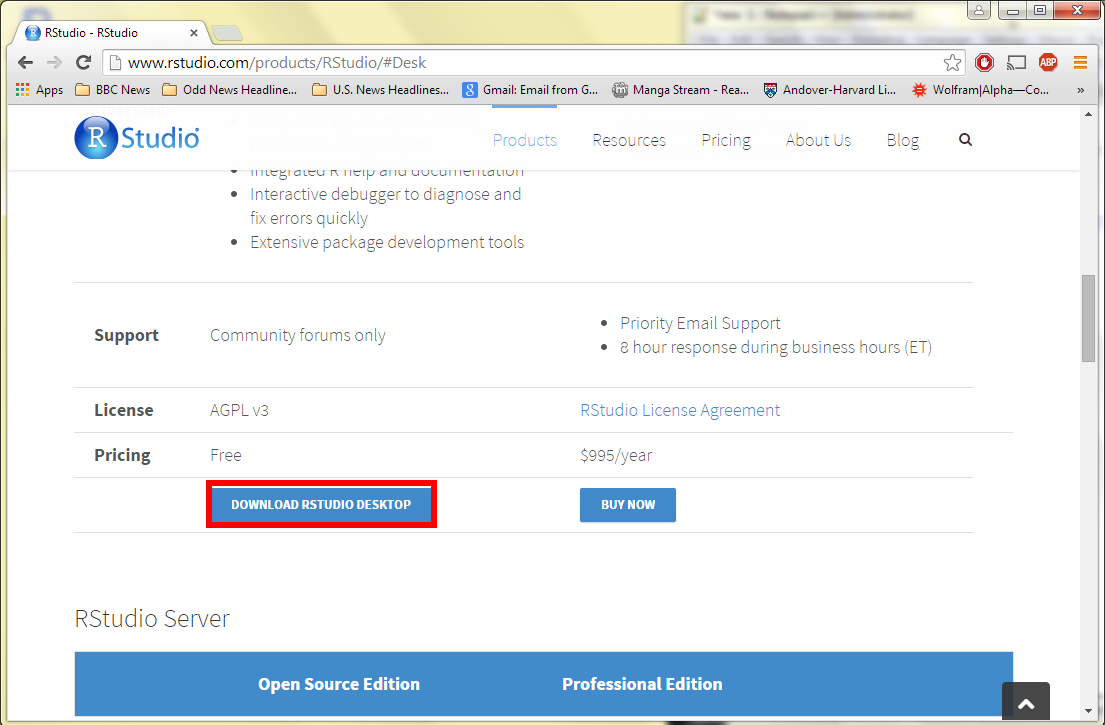 RStudio - RStudio
www.rstudio.com/products/RStudio/#Desk
ABP
Apps BBC News Odd News Headline... U.S. News Headlines... Gmail: Email from G... Manga Stream - Rea... Andover-Harvard Li... Wolfram|Alpha—Co... »
R Studio Products Resources Pricing About Us Blog
Integrated R help and documentation
Interactive debugger to diagnose and
fix errors quickly
Extensive package development tools
Support Community forums only
Priority Email Support
8 hour response during business hours (ET)
License AGPL v3 RStudio License Agreement
Pricing Free $995/year
DOWNLOAD RSTUDIO DESKTOP BUY NOW
RStudio Server
Open Source Edition Professional Edition